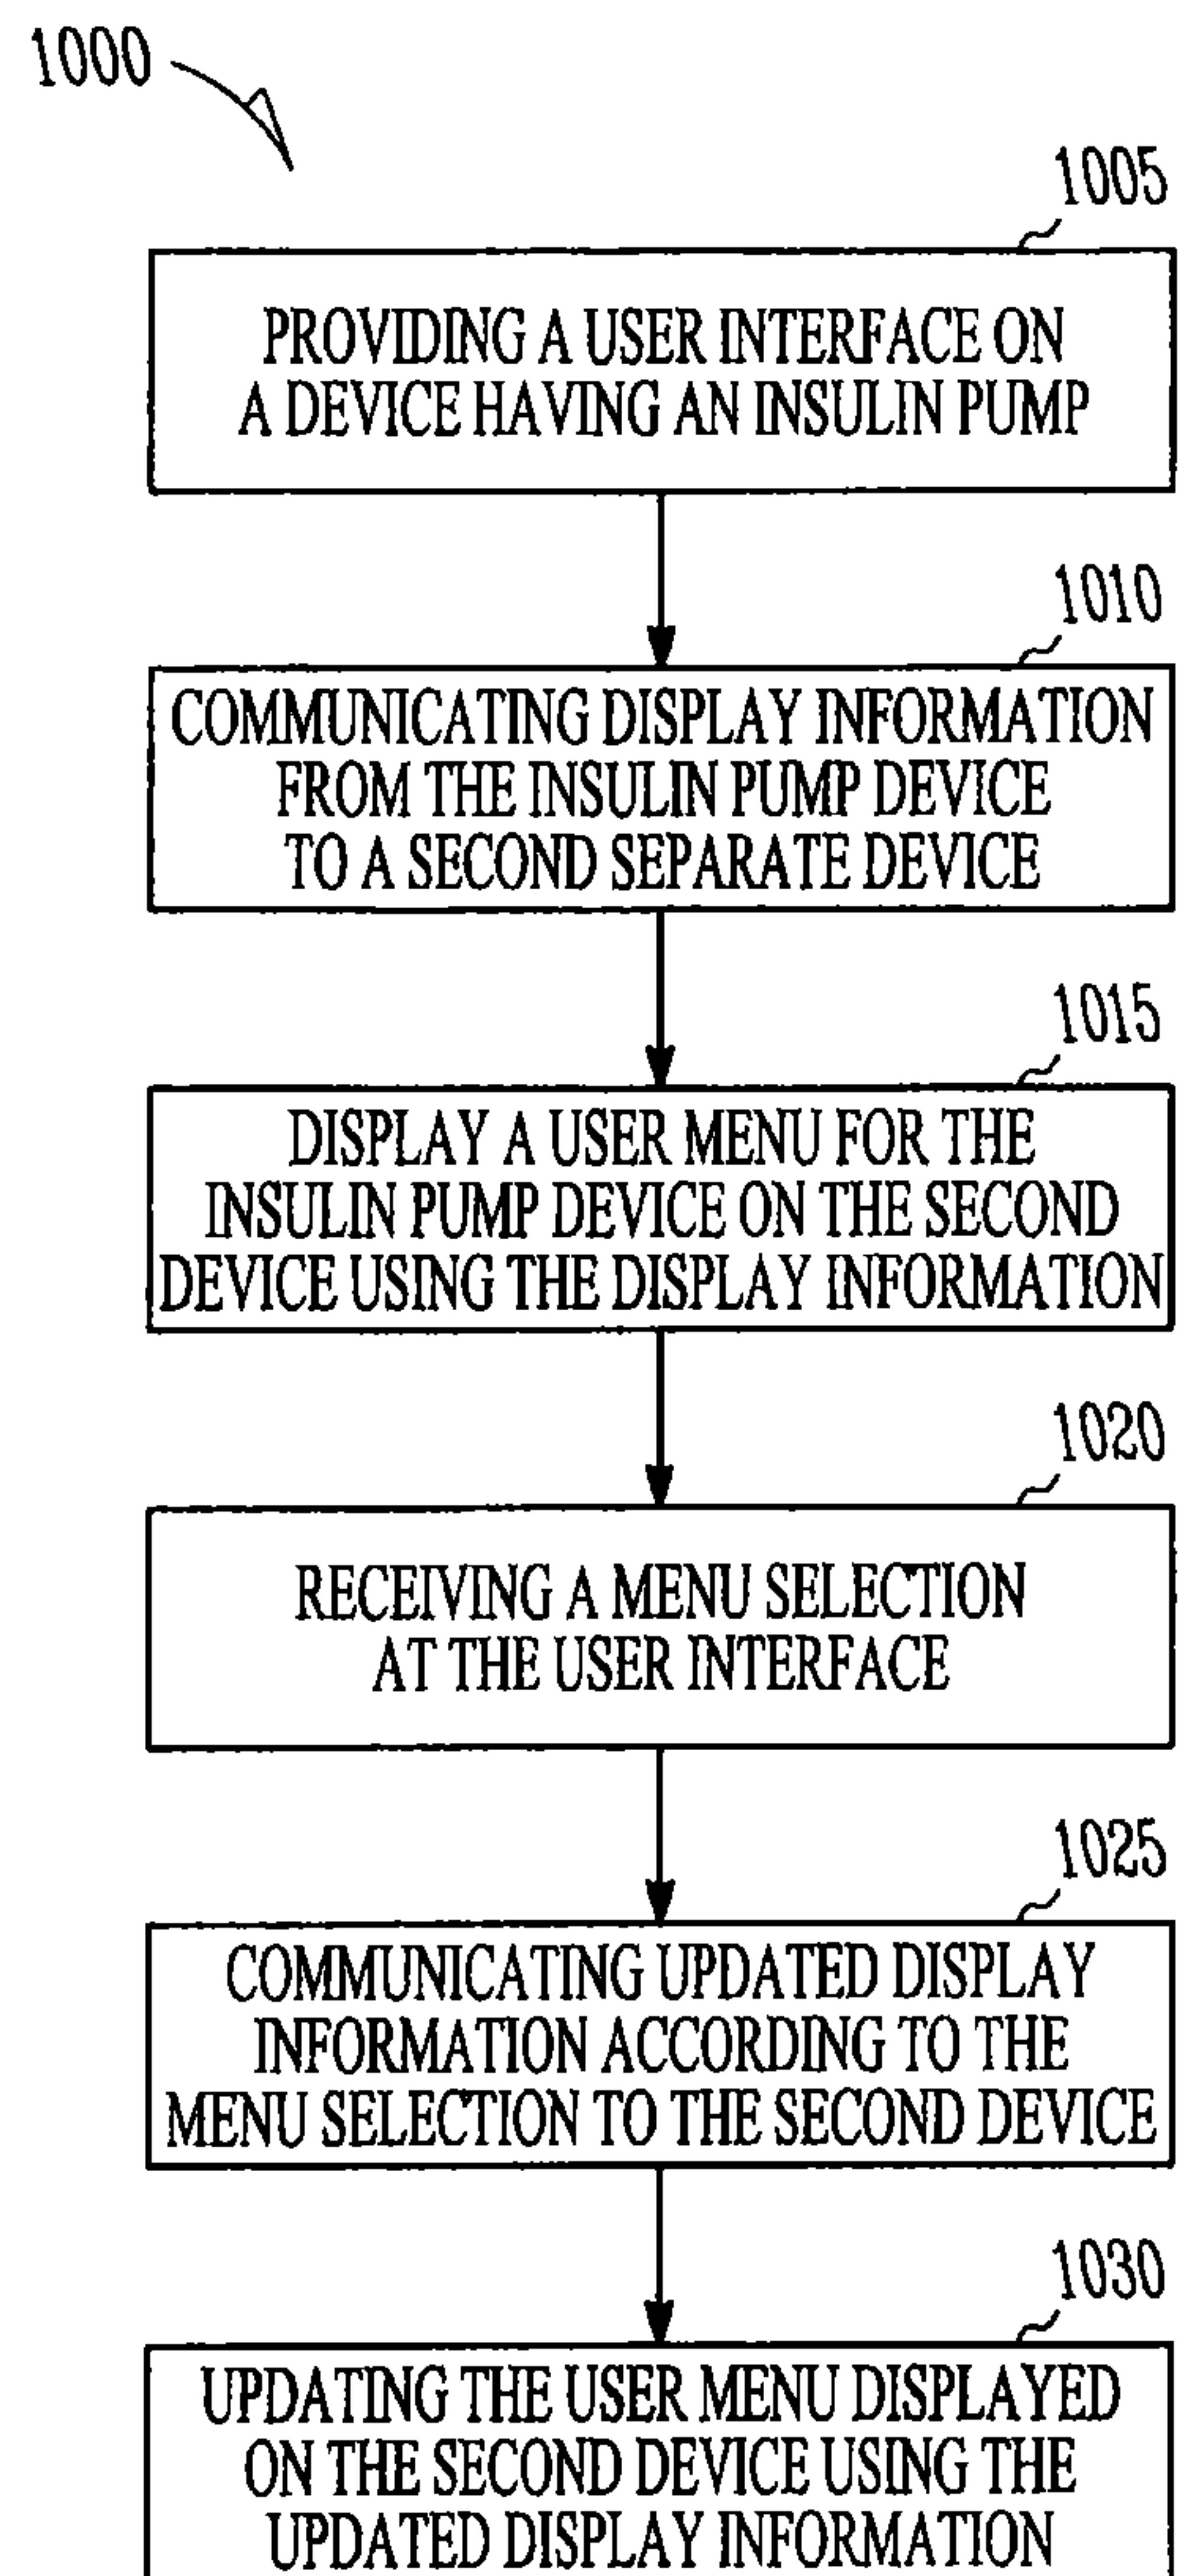 1000
1005
PROVIDING A USER INTERFACE ON
A DEVICE HAVING AN INSULIN PUMP
1010
COMMUNICATING DISPLAY INFORMATION
FROM THE INSULIN PUMP DEVICE
TO A SECOND SEPARATE DEVICE
1015
DISPLAY A USER MENU FOR THE
INSULIN PUMP DEVICE ON THE SECOND
DEVICE USING THE DISPLAY INFORMATION
1020
RECEIVING A MENU SELECTION
AT THE USER INTERFACE
1025
COMMUNICATING UPDATED DISPLAY
INFORMATION ACCORDING TO THE
MENU SELECTION TO THE SECOND DEVICE
1030
UPDATING THE USER MENU DISPLAYED
ON THE SECOND DEVICE USING THE
UPDATED DISPLAY INFORMATION